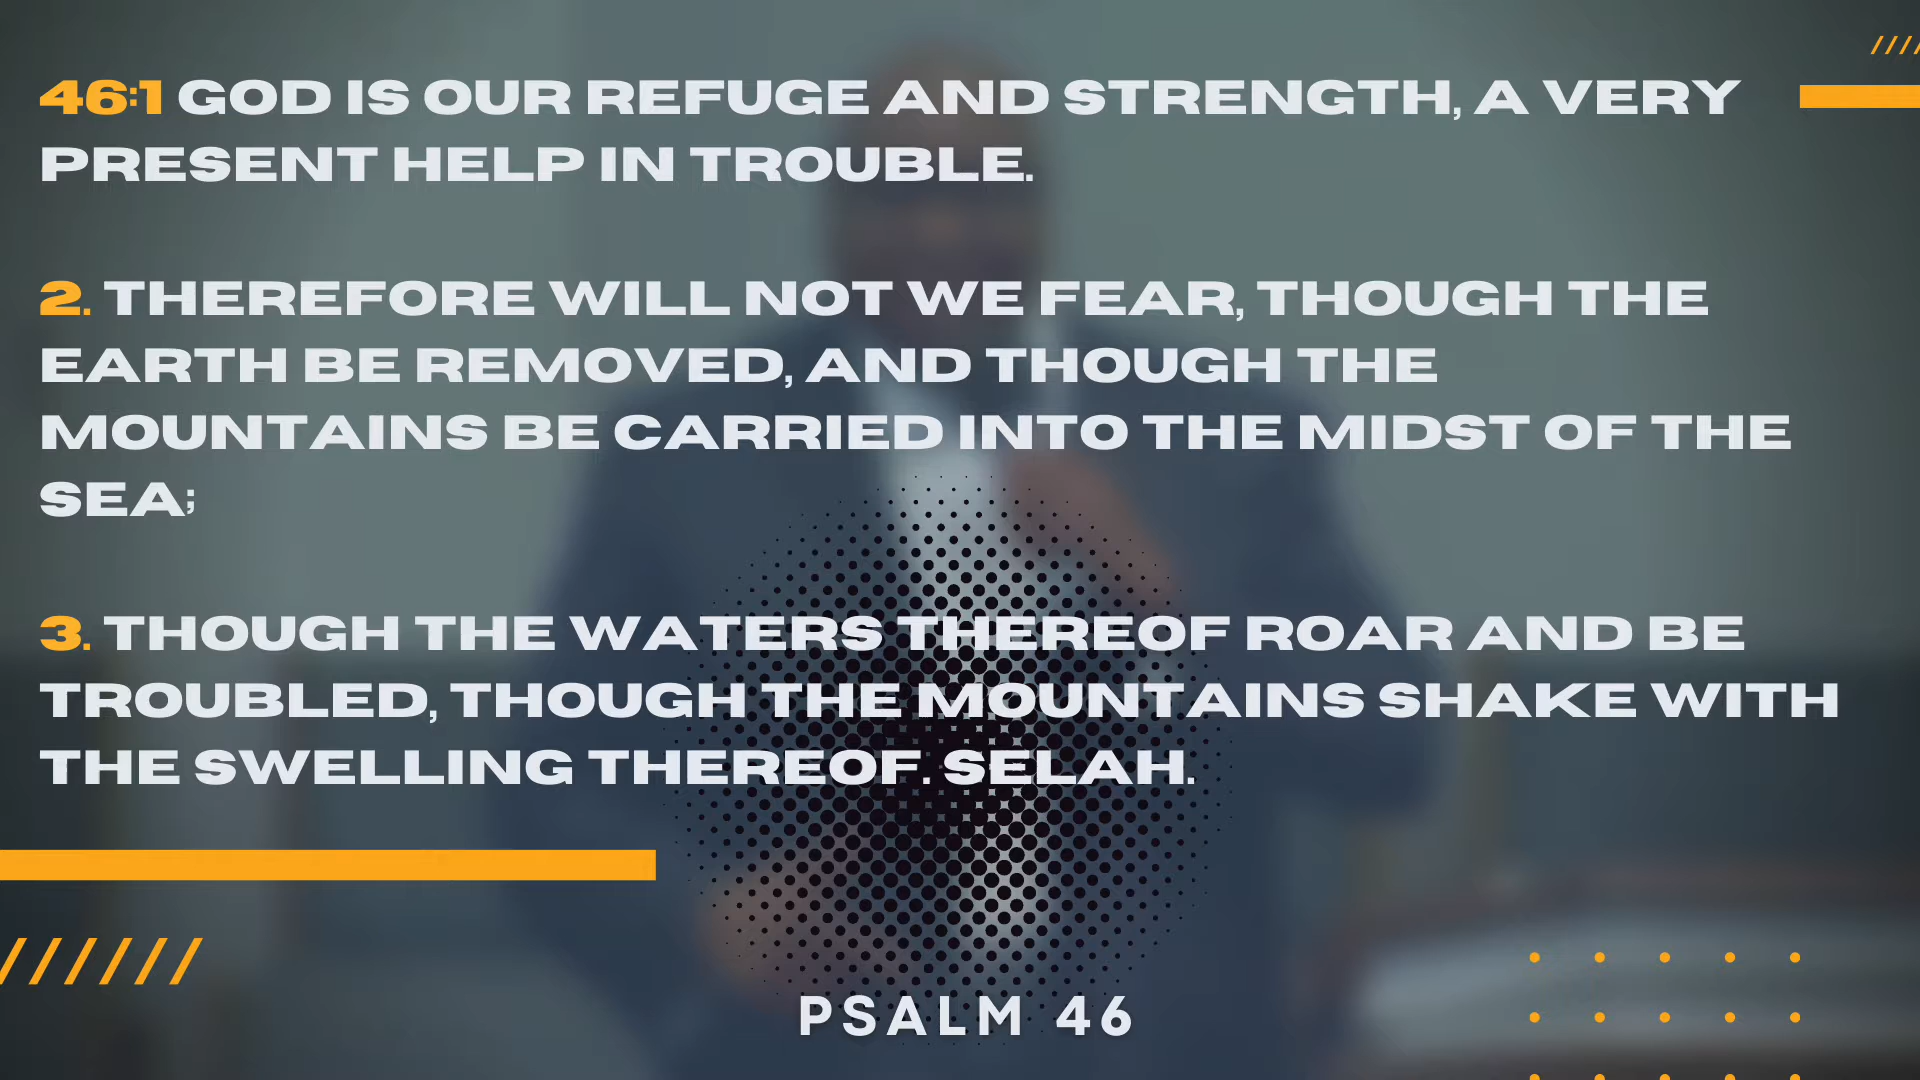 46:1 GOD IS OUR REFUGE AND STRENGTH, A VERY
PRESENT HELP IN TROUBLE.
2. THEREFORE WILL NOT WE FEAR, THOUGH THE
EARTH BE REMOVED, AND THOUGH THE
MOUNTAINS BE CARRIED INTO THE MIDST OF THE
SEA;
3. THOUGH THE WATERS THEREOF ROAR AND BE
TROUBLED, THOUGH THE MOUNTAINS SHAKE WITH
THE SWELLING THEREOF. SELAH.
PSALM 46